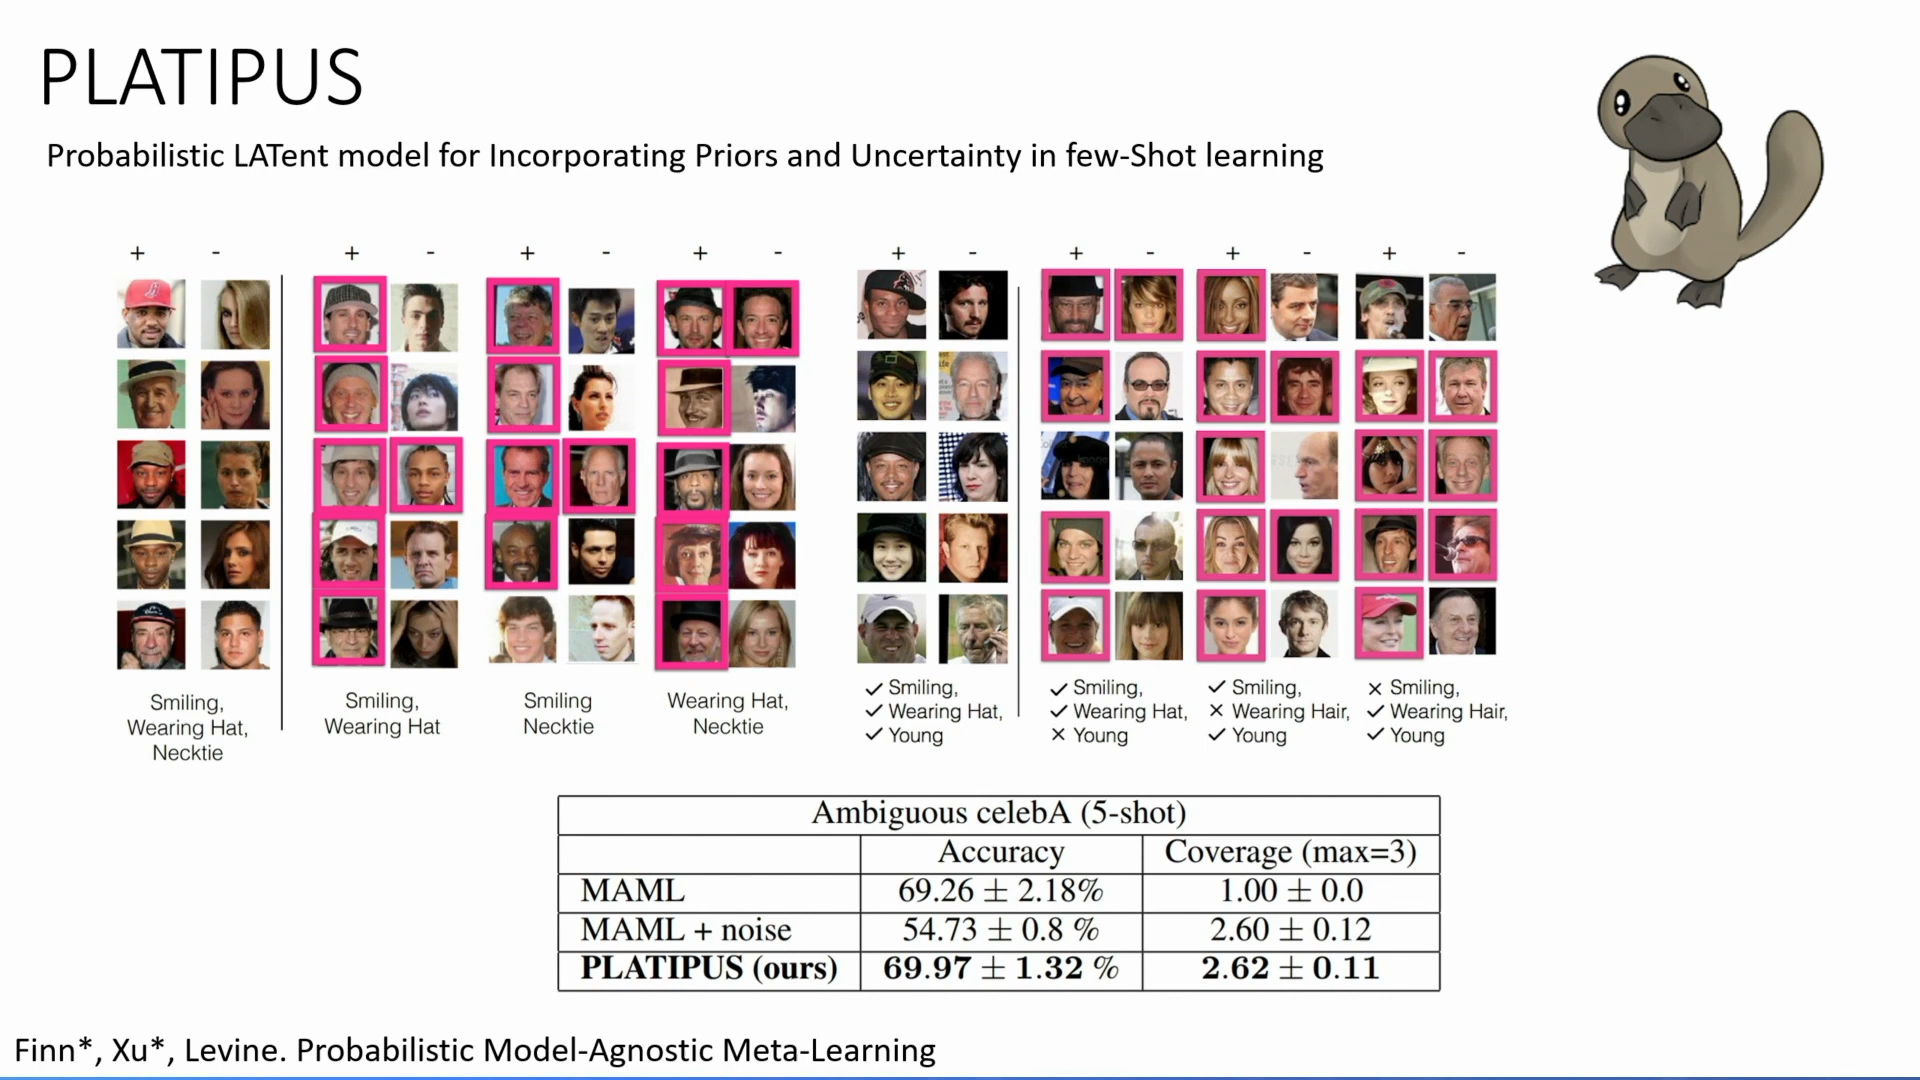 PLATIPUS
Probabilistic LATent model for Incorporating Priors and Uncertainty in few-Shot learning
+ - + - + - + - + - + - + - + -
Smiling,
Wearing Hat,
Necktie
Smiling,
Wearing Hat
Smiling
Necktie
Wearing Hat,
Necktie
✓ Smiling,
✓ Wearing Hat,
✓ Young
✓ Smiling,
✓ Wearing Hat,
× Young
✓ Smiling,
× Wearing Hair,
✓ Young
× Smiling,
✓ Wearing Hair,
✓ Young
Ambiguous celebA (5-shot)
Accuracy Coverage (max=3)
MAML 69.26 ± 2.18% 1.00 ± 0.0
MAML + noise 54.73 ± 0.8 % 2.60 ± 0.12
PLATIPUS (ours) 69.97 ± 1.32 % 2.62 ± 0.11
Finn*, Xu*, Levine. Probabilistic Model-Agnostic Meta-Learning